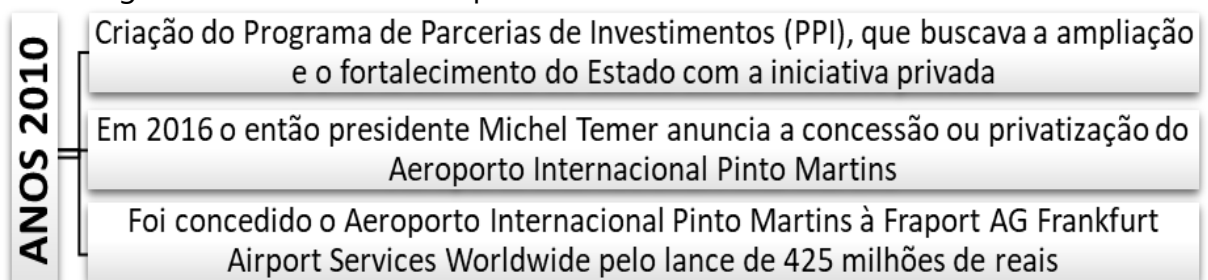 ANOS 2010
Criação do Programa de Parcerias de Investimentos (PPI), que buscava a ampliação
e o fortalecimento do Estado com a iniciativa privada
Em 2016 o então presidente Michel Temer anuncia a concessão ou privatização do
Aeroporto Internacional Pinto Martins
Foi concedido o Aeroporto Internacional Pinto Martins à Fraport AG Frankfurt
Airport Services Worldwide pelo lance de 425 milhões de reais